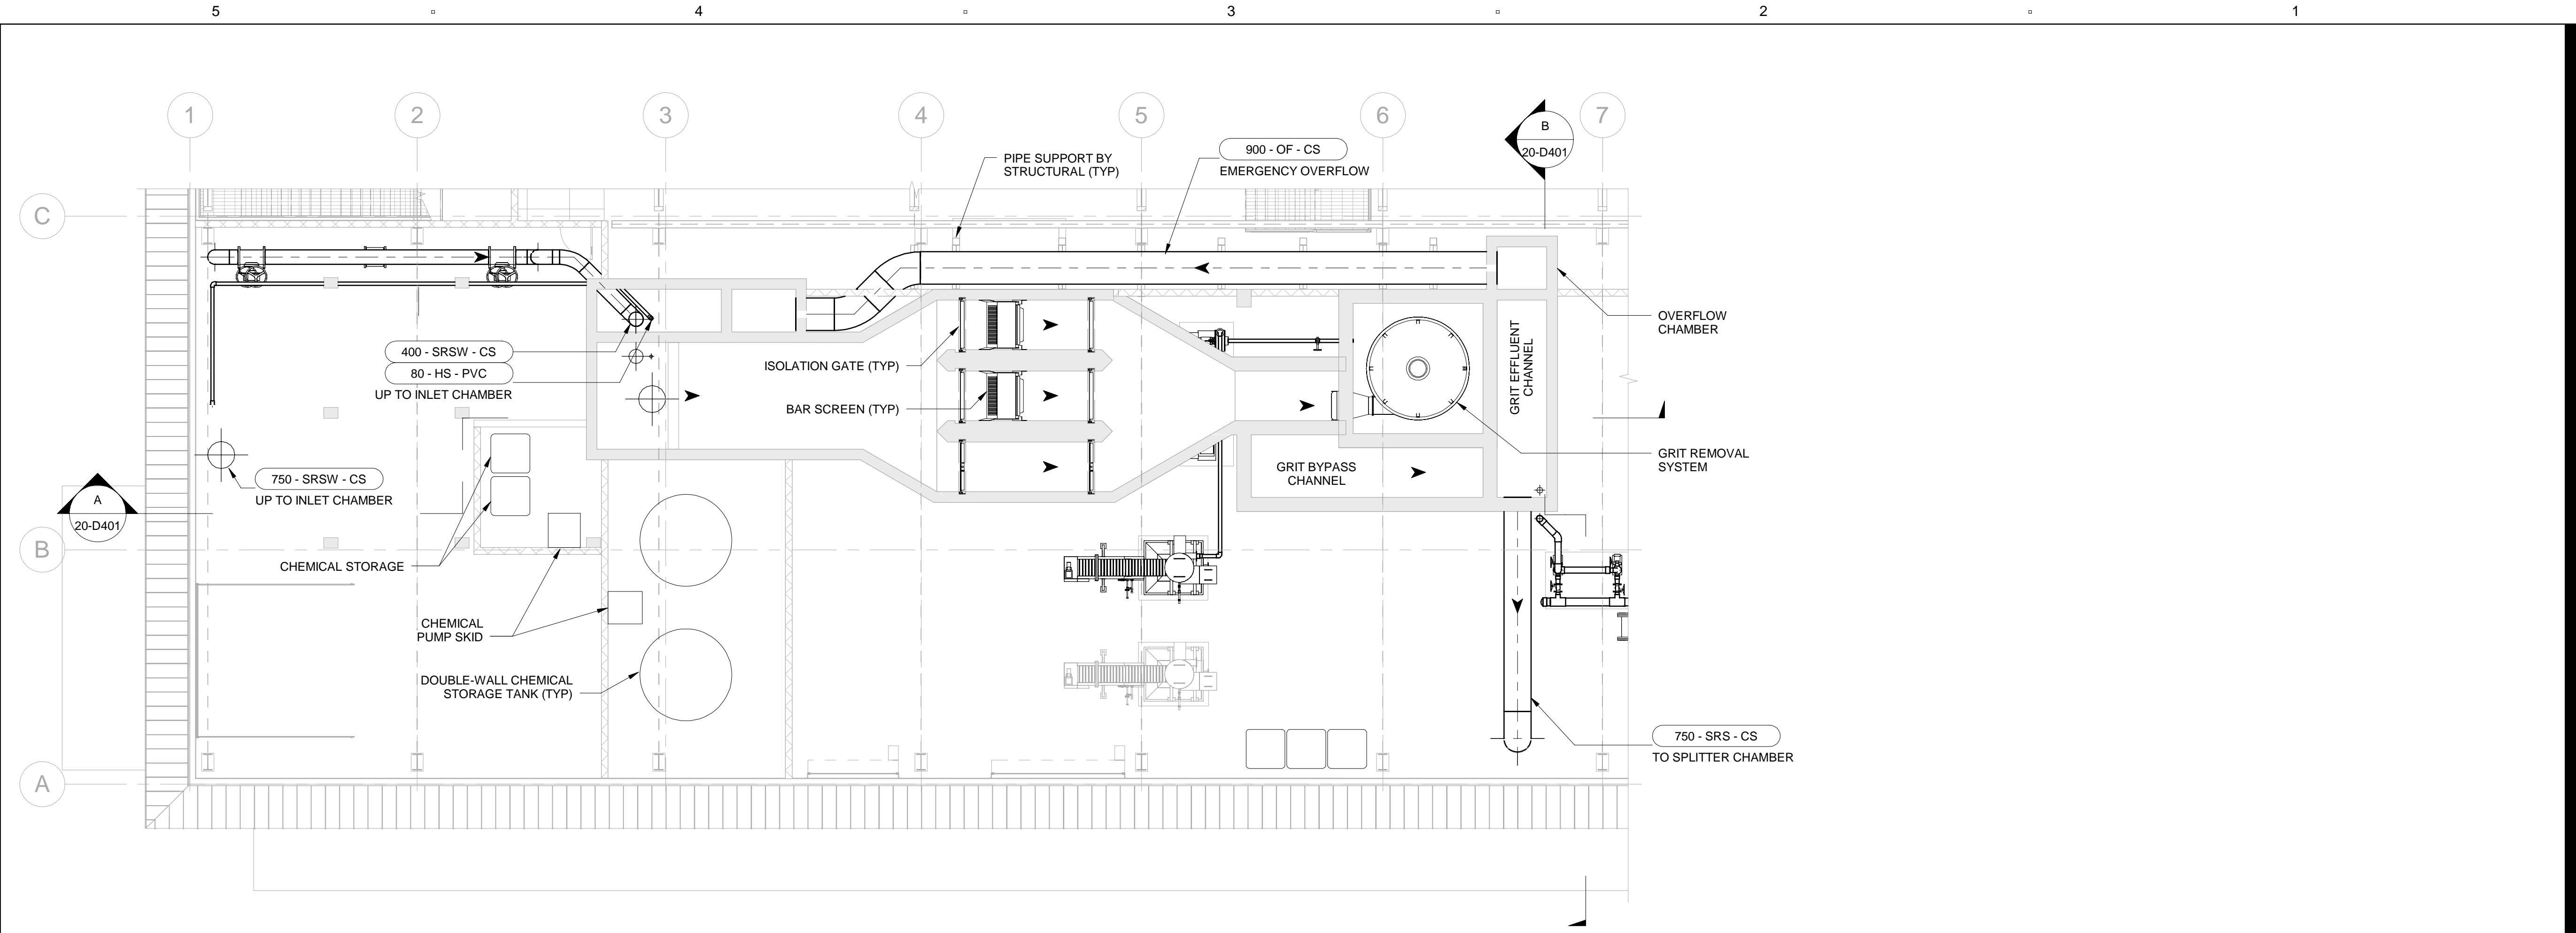 5 4 3 2 1
1 2 3 4 5 6 7
B
20-D401
PIPE SUPPORT BY
STRUCTURAL (TYP)
900 - OF - CS
EMERGENCY OVERFLOW
C
OVERFLOW
CHAMBER
400 - SRSW - CS
80 - HS - PVC
UP TO INLET CHAMBER
ISOLATION GATE (TYP)
BAR SCREEN (TYP)
GRIT EFFLUENT
CHANNEL
GRIT REMOVAL
SYSTEM
GRIT BYPASS
CHANNEL
750 - SRSW - CS
UP TO INLET CHAMBER
A
20-D401
B
CHEMICAL STORAGE
CHEMICAL
PUMP SKID
DOUBLE-WALL CHEMICAL
STORAGE TANK (TYP)
750 - SRS - CS
TO SPLITTER CHAMBER
A